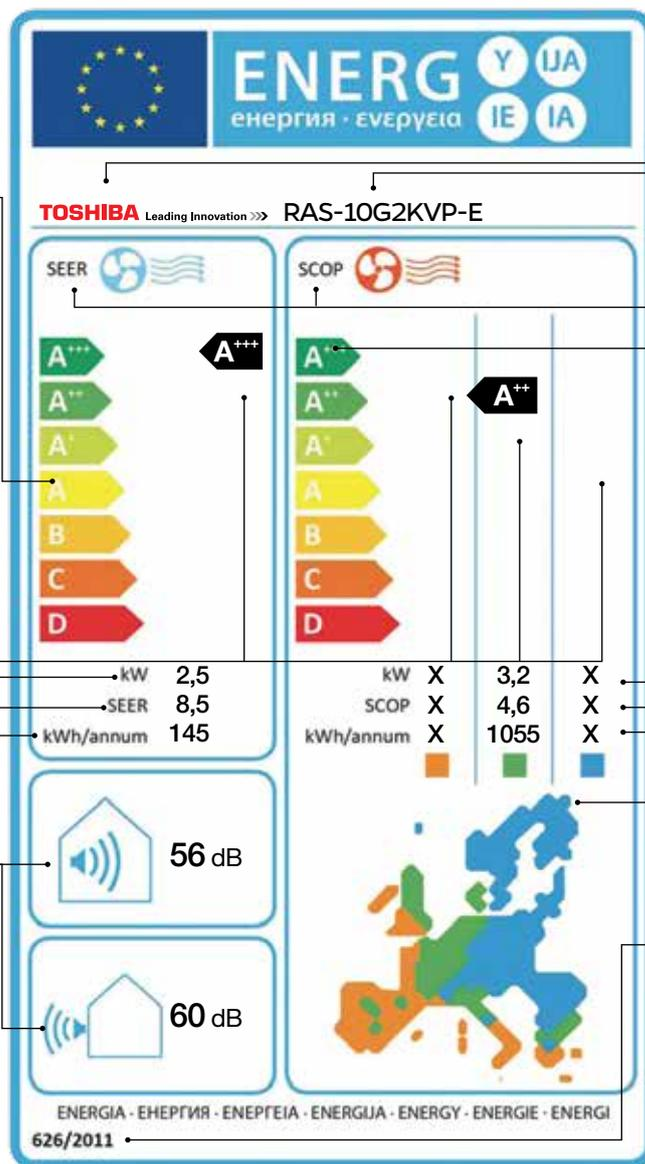 ENERG Y IJA
енергия · ενεργεια IE IA
TOSHIBA Leading Innovation >>> RAS-10G2KVP-E
SEER
A+++ A+++
A++
A+
A
B
C
D
kW 2,5
SEER 8,5
kWh/annum 145
SCOP
A+++
A++ A++
A+
A
B
C
D
kW X 3,2 X
SCOP X 4,6 X
kWh/annum X 1055 X
56 dB
60 dB
ENERGIA · ЕНЕРГИЯ · ΕΝΕΡΓΕΙΑ · ENERGIJA · ENERGY · ENERGIE · ENERGI
626/2011